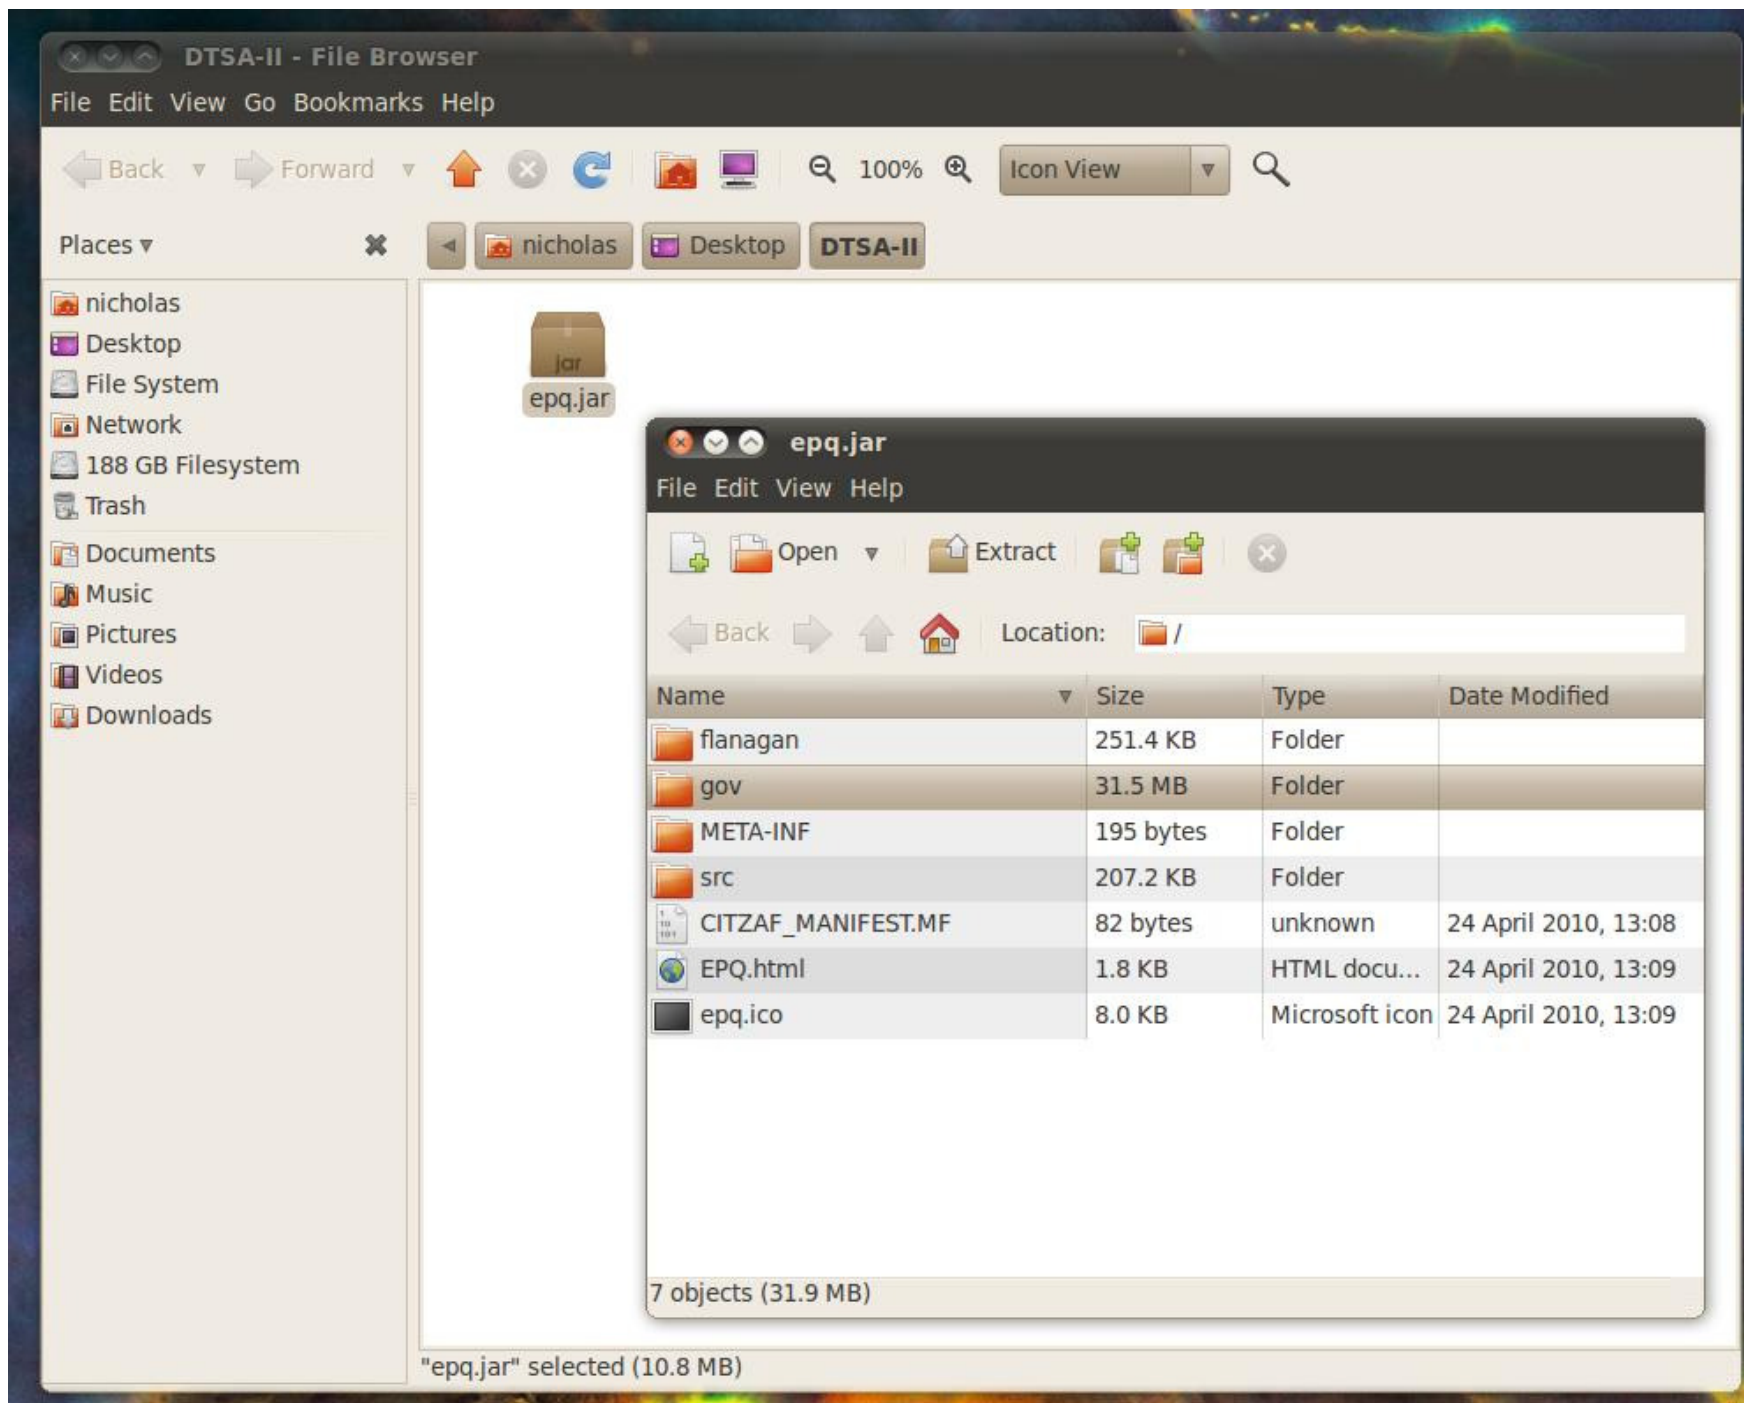 DTSA-II - File Browser
File Edit View Go Bookmarks Help
Back Forward 100% Icon View
Places nicholas Desktop DTSA-II
nicholas
Desktop
File System
Network
188 GB Filesystem
Trash
Documents
Music
Pictures
Videos
Downloads
jar
epq.jar
epq.jar
File Edit View Help
Open Extract
Back Location: /
Name Size Type Date Modified
flanagan 251.4 KB Folder
gov 31.5 MB Folder
META-INF 195 bytes Folder
src 207.2 KB Folder
CITZAF_MANIFEST.MF 82 bytes unknown 24 April 2010, 13:08
EPQ.html 1.8 KB HTML docu... 24 April 2010, 13:09
epq.ico 8.0 KB Microsoft icon 24 April 2010, 13:09
7 objects (31.9 MB)
"epq.jar" selected (10.8 MB)